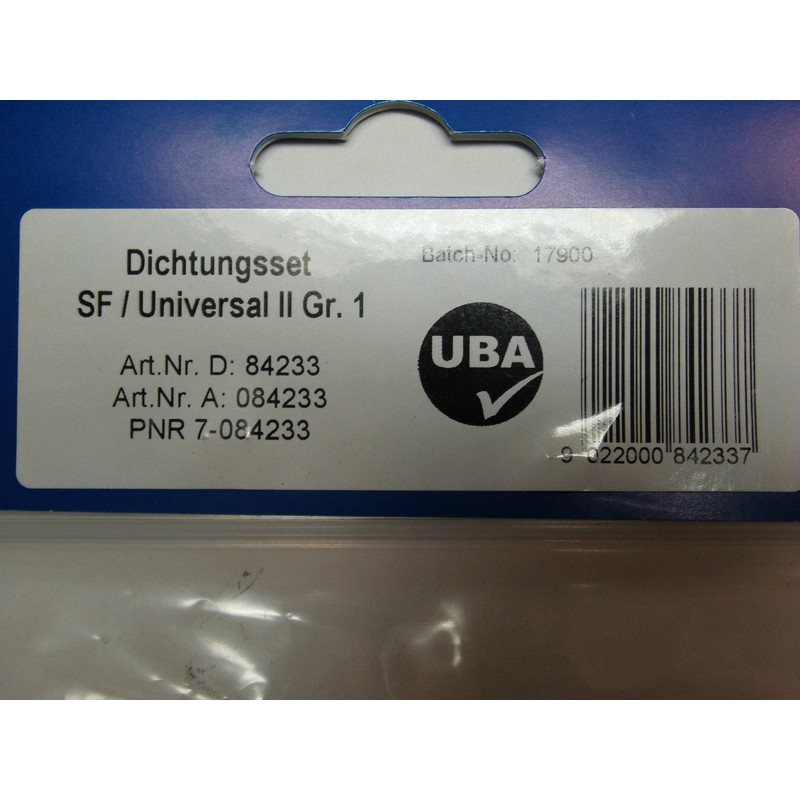 Dichtungsset
SF / Universal II Gr. 1
Art.Nr. D: 84233
Art.Nr. A: 084233
PNR 7-084233
Batch-No: 17900
UBA
9 022000 842337